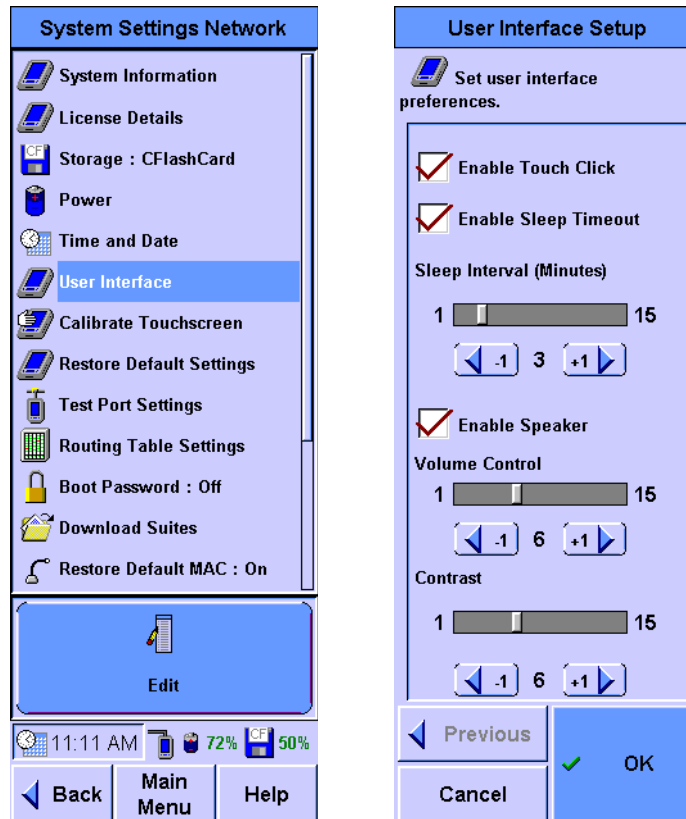 System Settings Network
System Information
License Details
CF
Storage : CFlashCard
Power
Time and Date
User Interface
Calibrate Touchscreen
Restore Default Settings
Test Port Settings
Routing Table Settings
Boot Password : Off
Download Suites
Restore Default MAC : On
Edit
11:11 AM 72% CF 50%
Back
Main
Menu
Help
User Interface Setup
Set user interface
preferences.
Enable Touch Click
Enable Sleep Timeout
Sleep Interval (Minutes)
1 15
-1 3 +1
Enable Speaker
Volume Control
1 15
-1 6 +1
Contrast
1 15
-1 6 +1
Previous
Cancel
OK